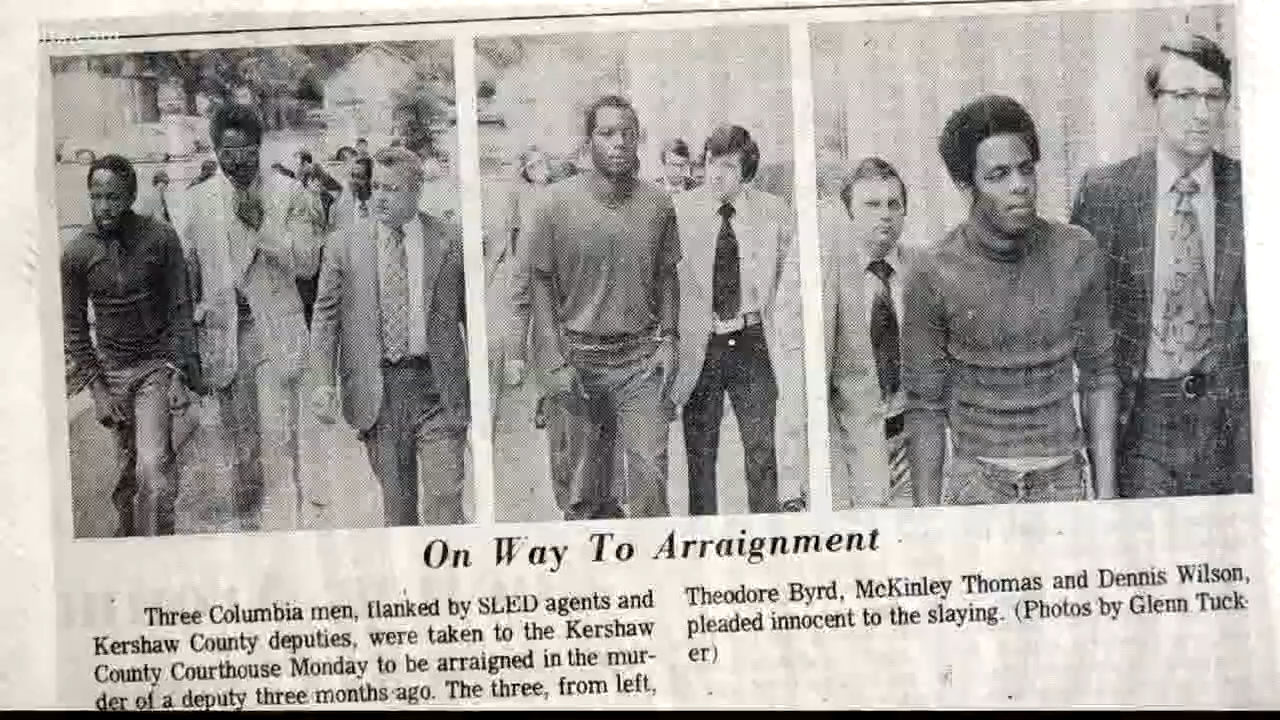 On Way To Arraignment
Three Columbia men, flanked by SLED agents and
Kershaw County deputies, were taken to the Kershaw
County Courthouse Monday to be arraigned in the mur-
der of a deputy three months ago. The three, from left,
Theodore Byrd, McKinley Thomas and Dennis Wilson,
pleaded innocent to the slaying. (Photos by Glenn Tuck-
er)